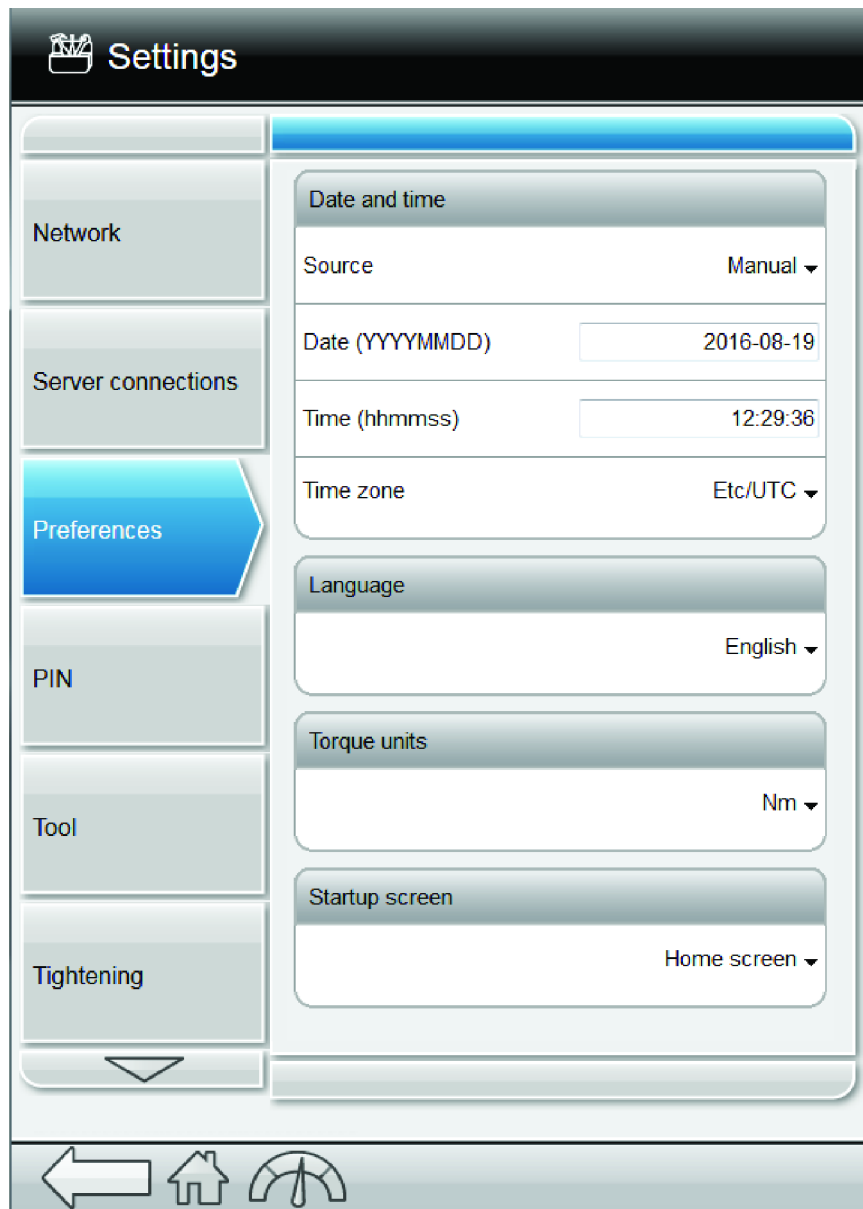 Settings
Network
Server connections
Preferences
PIN
Tool
Tightening
Date and time
Source Manual
Date (YYYYMMDD) 2016-08-19
Time (hhmmss) 12:29:36
Time zone Etc/UTC
Language
English
Torque units
Nm
Startup screen
Home screen